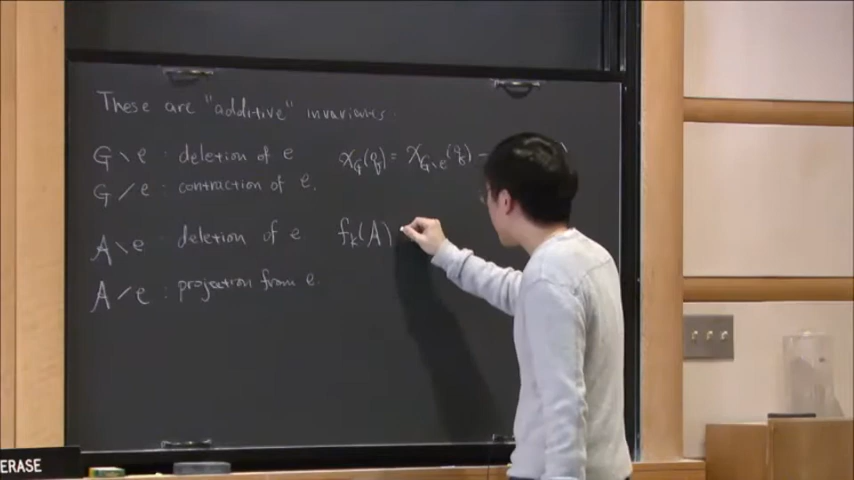 These are "additive" invariants.
G \ e : deletion of e χ_G(q) = χ_{G\e}(q) -
G / e : contraction of e.
A \ e : deletion of e f_k(A)
A / e : projection from e.
ERASE